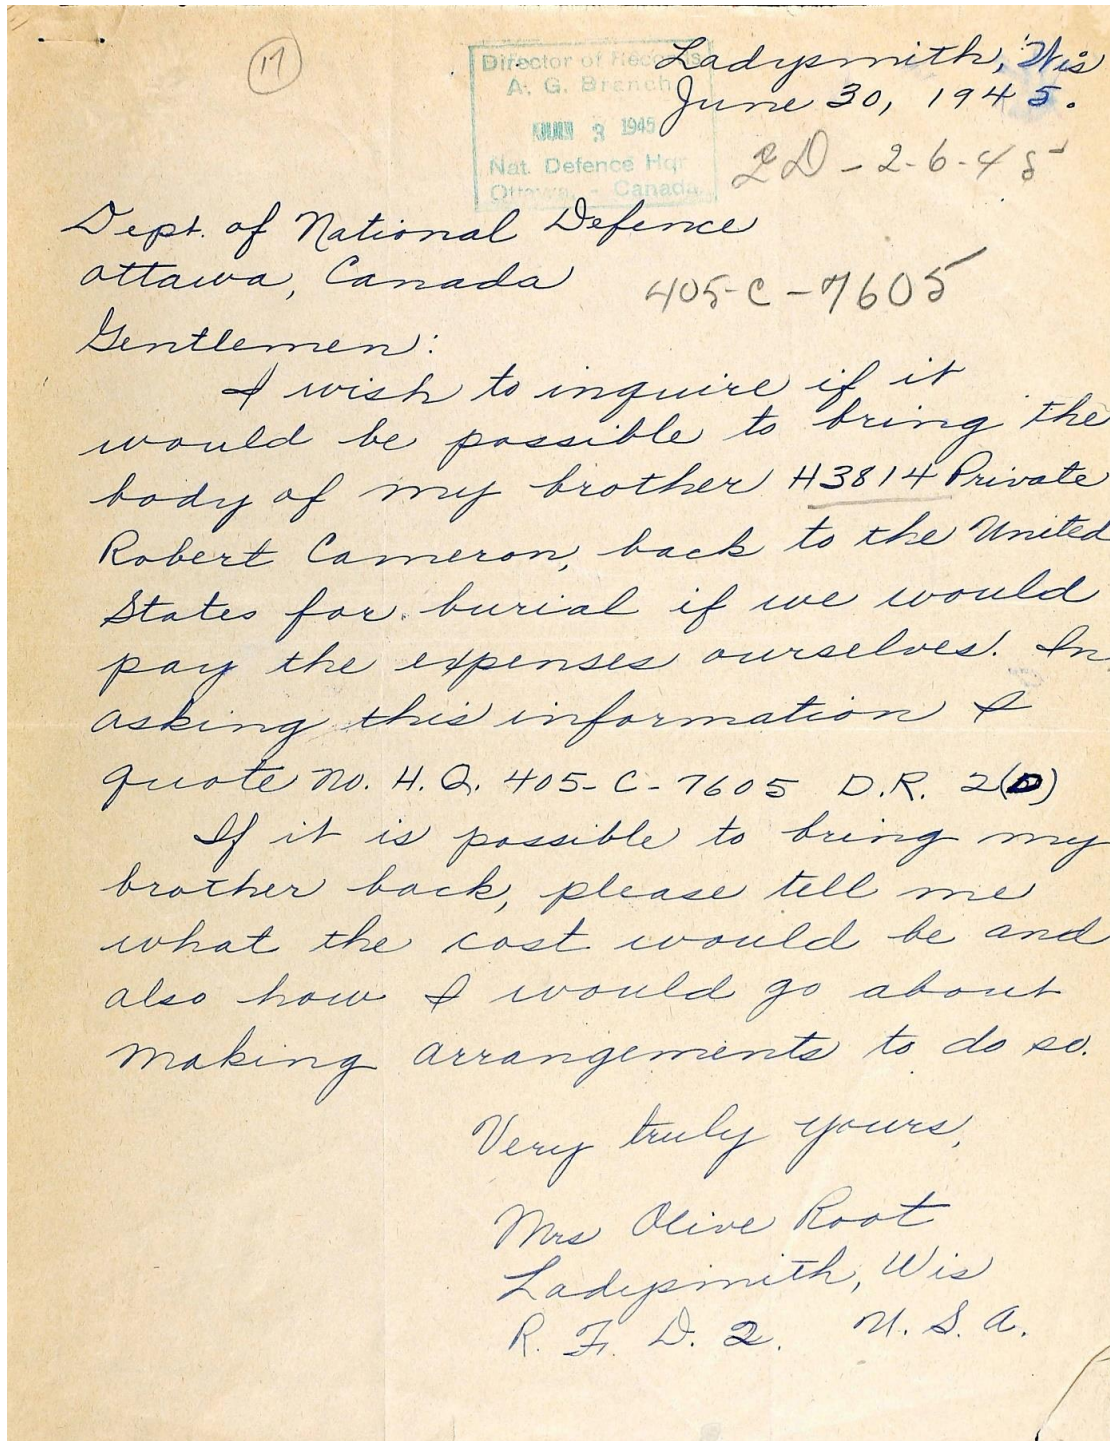 17
Director of Records
A. G. Branch
3 1945
Nat. Defence Hqr
Ottawa, - Canada
Ladysmith, Wis
June 30, 1945.
2D-2-6-45
Dept. of National Defence
Ottawa, Canada
405-C-7605
Gentlemen:
I wish to inquire if it
would be possible to bring the
body of my brother H3814 Private
Robert Cameron, back to the United
States for burial if we would
pay the expenses ourselves. In
asking this information I
quote No. H.Q. 405-C-7605 D.R. 2(D)
If it is possible to bring my
brother back, please tell me
what the cost would be and
also how I would go about
making arrangements to do so.
Very truly yours,
Mrs Olive Root
Ladysmith, Wis
R. F. D. 2. U. S. A.